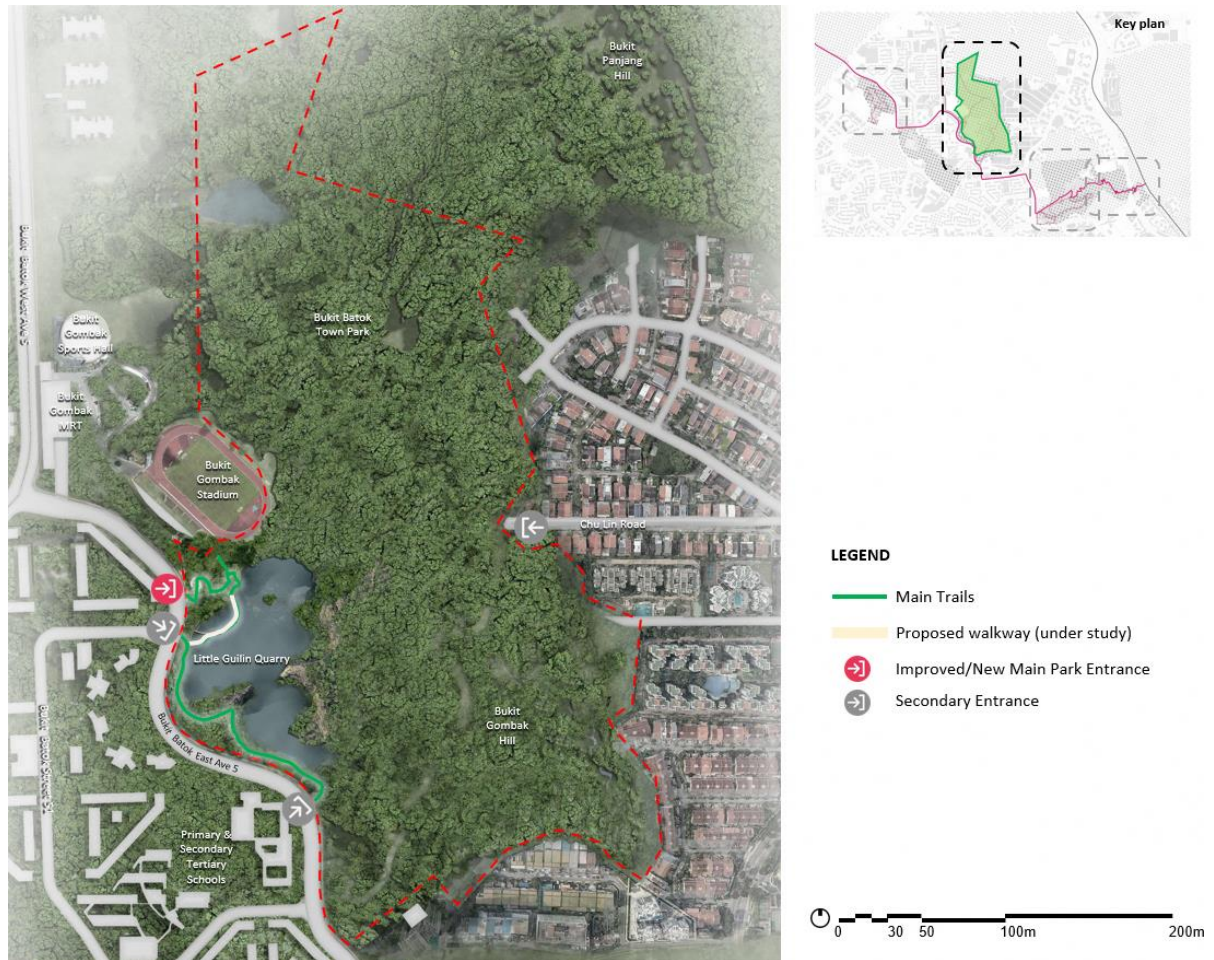 Bukit
Panjang
Hill
Key plan
Bukit Batok West Ave 5
Bukit Batok
Town Park
Bukit
Gombak
Sports Hall
Bukit
Gombak
MRT
Bukit
Gombak
Stadium
Chu Lin Road
Little Guilin Quarry
Bukit
Gombak
Hill
Bukit Batok East Ave 5
Bukit Batok Street
Primary &
Secondary
Tertiary
Schools
LEGEND
Main Trails
Proposed walkway (under study)
Improved/New Main Park Entrance
Secondary Entrance
0 30 50 100m 200m